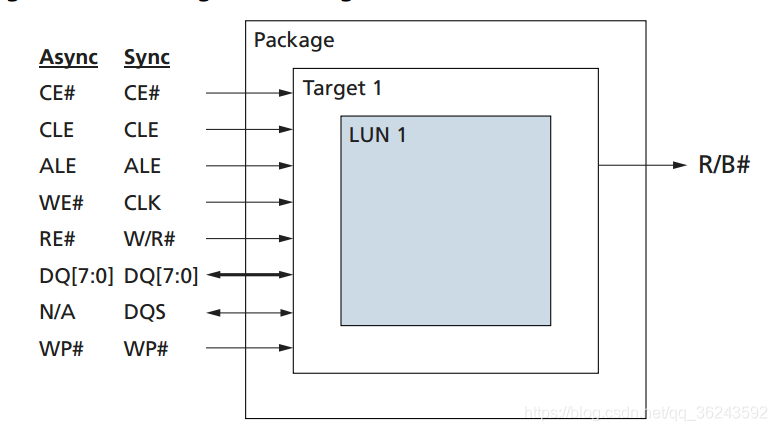 Package
Async Sync
CE# CE#
Target 1
CLE CLE
LUN 1
ALE ALE
R/B#
WE# CLK
RE# W/R#
DQ[7:0] DQ[7:0]
N/A DQS
WP# WP#
https://blog.csdn.net/qq_36243592